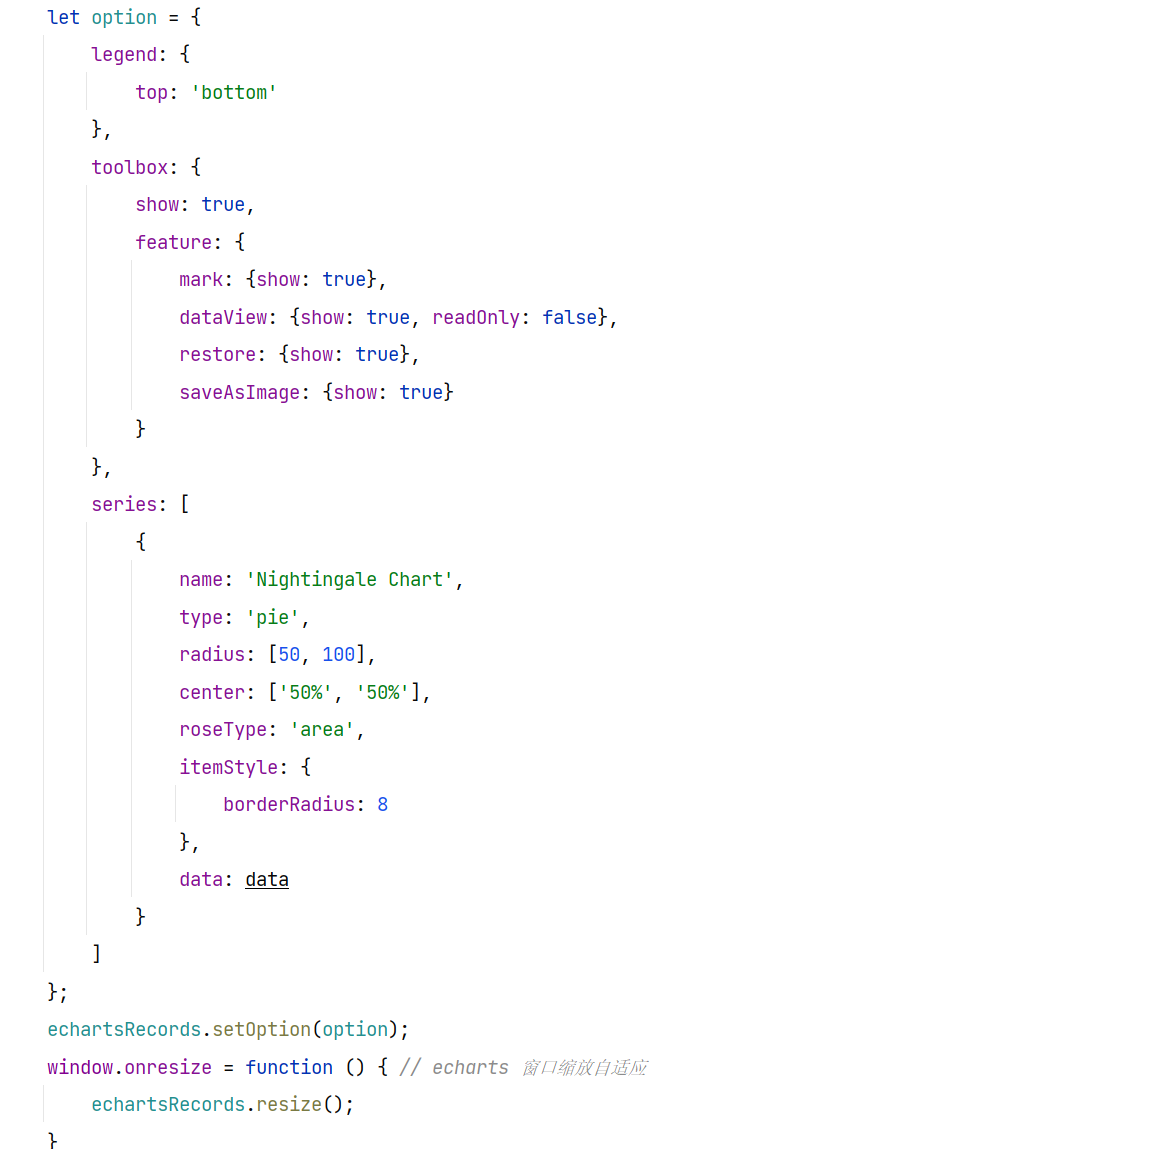 let option = {
    legend: {
        top: 'bottom'
    },
    toolbox: {
        show: true,
        feature: {
            mark: {show: true},
            dataView: {show: true, readOnly: false},
            restore: {show: true},
            saveAsImage: {show: true}
        }
    },
    series: [
        {
            name: 'Nightingale Chart',
            type: 'pie',
            radius: [50, 100],
            center: ['50%', '50%'],
            roseType: 'area',
            itemStyle: {
                borderRadius: 8
            },
            data: data
        }
    ]
};
echartsRecords.setOption(option);
window.onresize = function () { // echarts 窗口缩放自适应
    echartsRecords.resize();
}